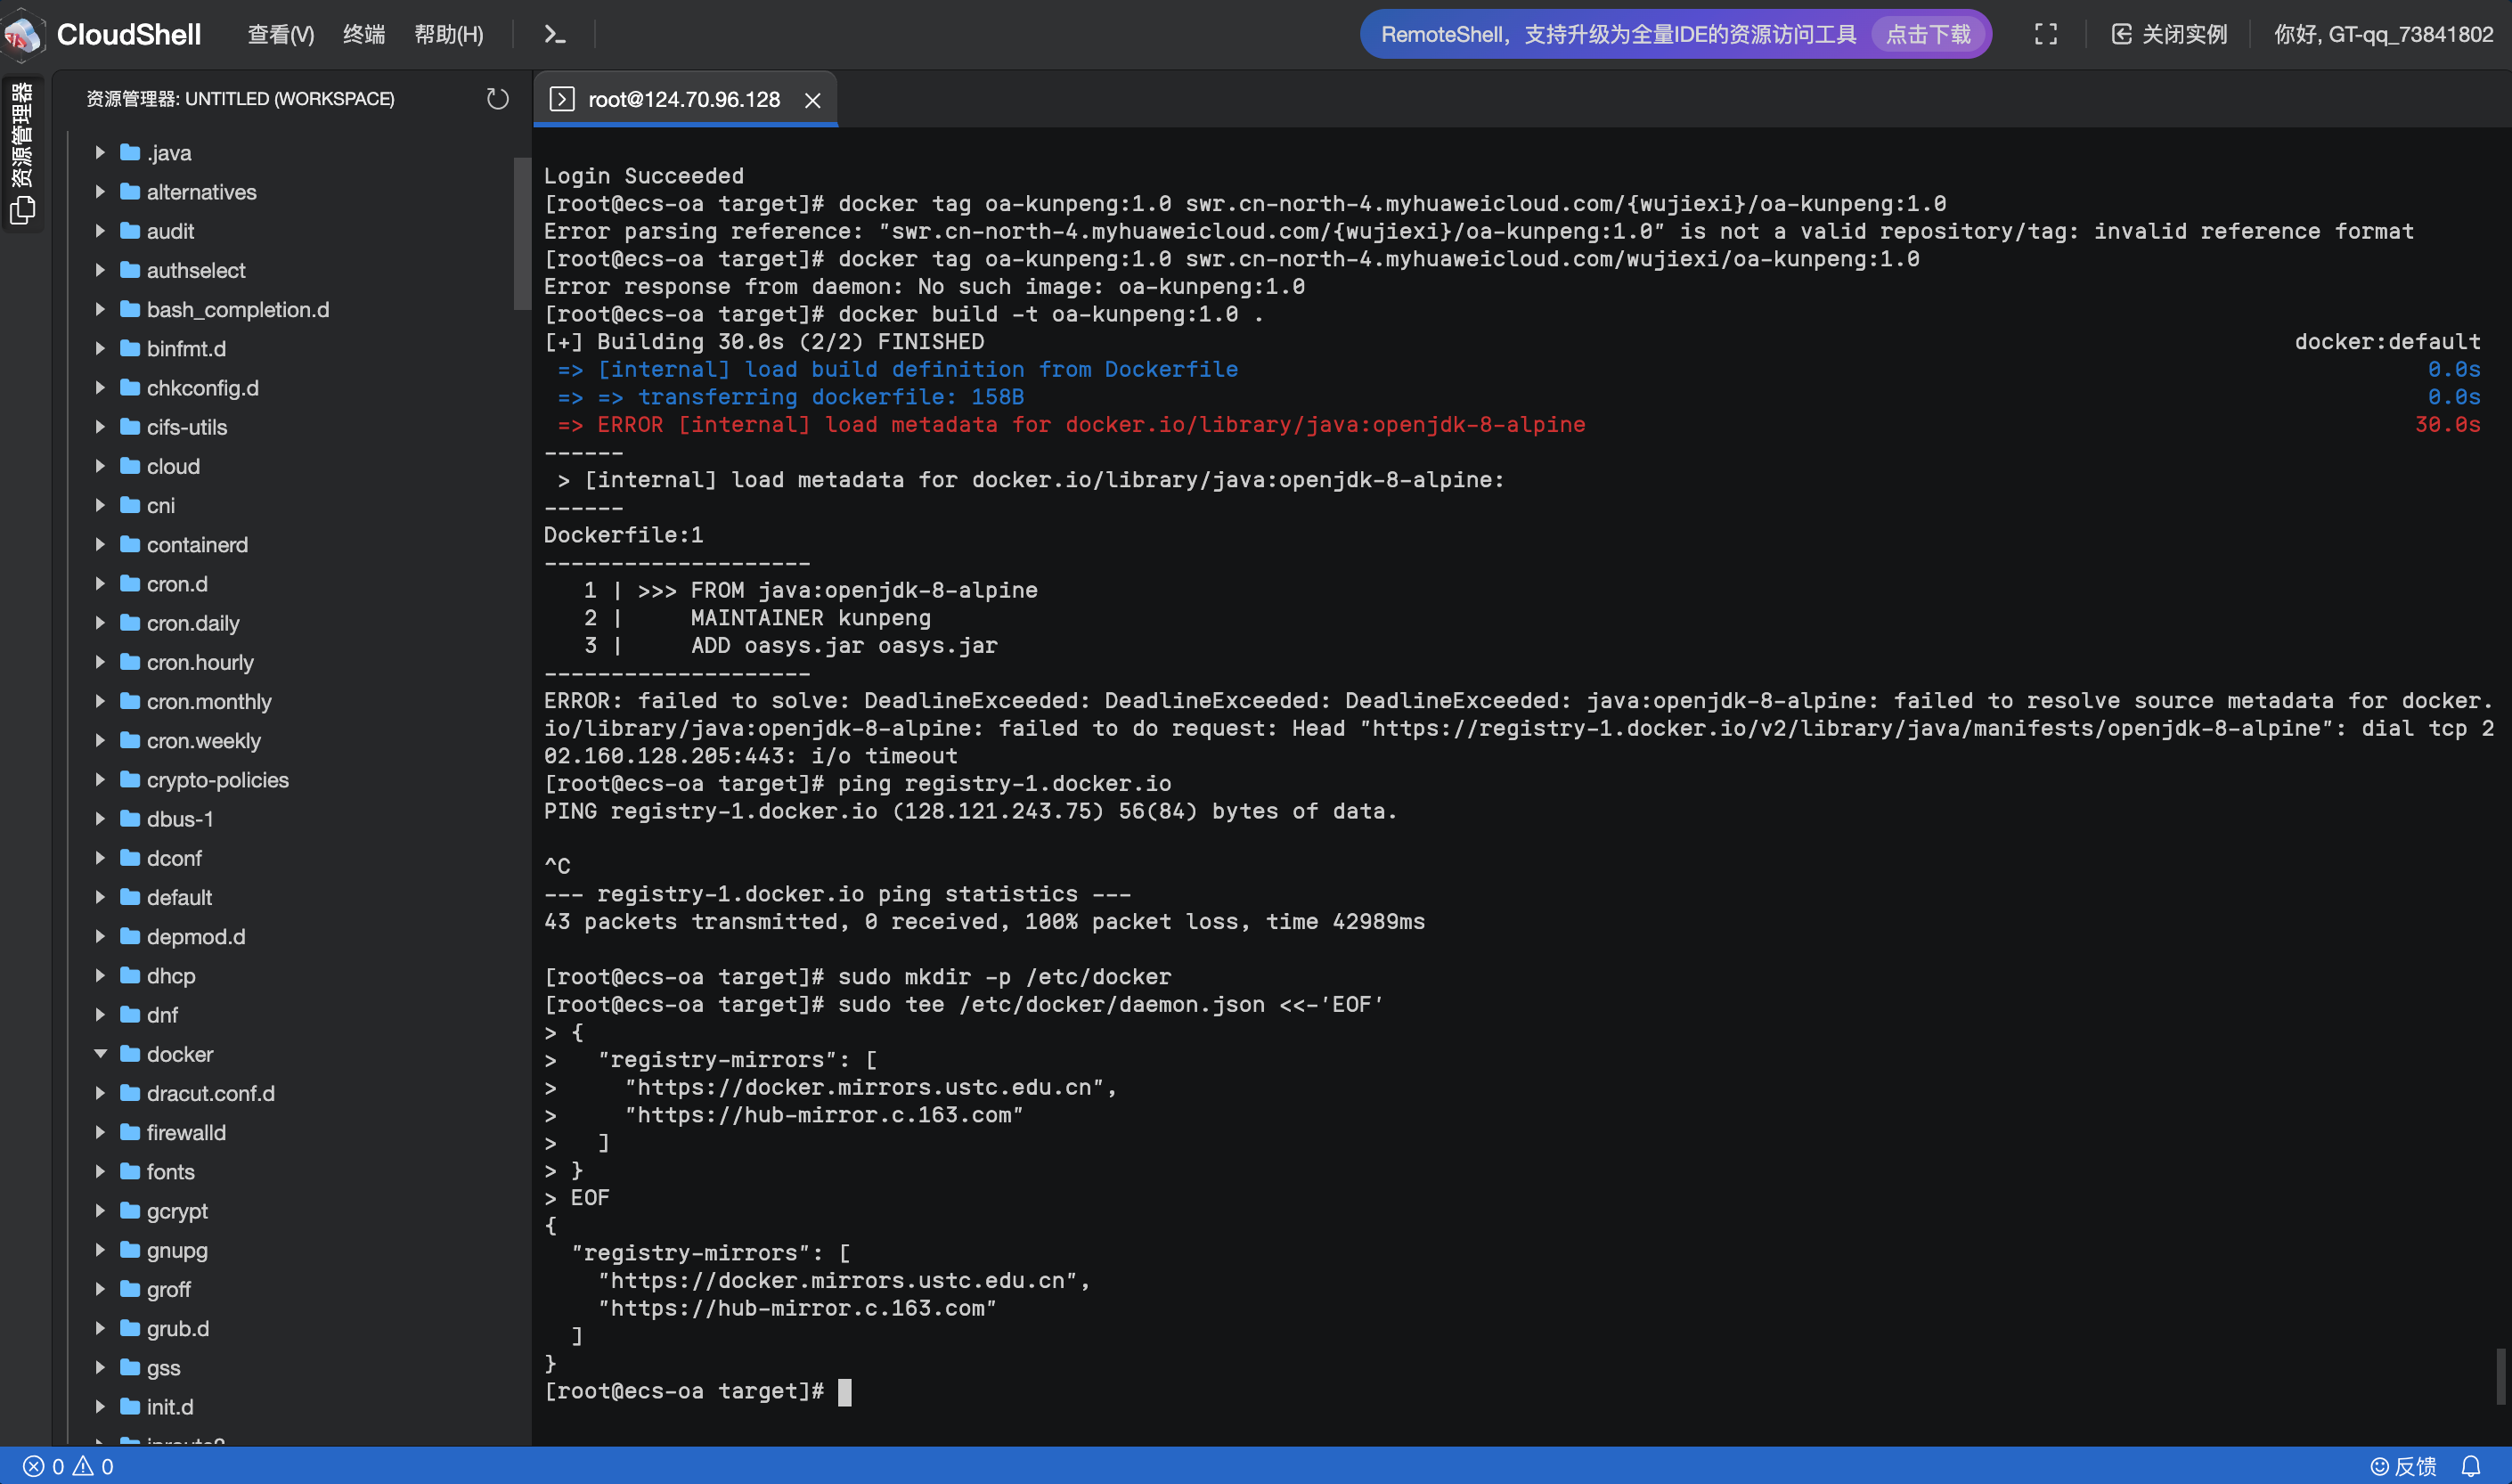 CloudShell
查看(V) 终端 帮助(H)
RemoteShell，支持升级为全量IDE的资源访问工具 点击下载
关闭实例
你好, GT-qq_73841802
资源管理器
资源管理器: UNTITLED (WORKSPACE)
.java
alternatives
audit
authselect
bash_completion.d
binfmt.d
chkconfig.d
cifs-utils
cloud
cni
containerd
cron.d
cron.daily
cron.hourly
cron.monthly
cron.weekly
crypto-policies
dbus-1
dconf
default
depmod.d
dhcp
dnf
docker
dracut.conf.d
firewalld
fonts
gcrypt
gnupg
groff
grub.d
gss
init.d
root@124.70.96.128
Login Succeeded
[root@ecs-oa target]# docker tag oa-kunpeng:1.0 swr.cn-north-4.myhuaweicloud.com/{wujiexi}/oa-kunpeng:1.0
Error parsing reference: "swr.cn-north-4.myhuaweicloud.com/{wujiexi}/oa-kunpeng:1.0" is not a valid repository/tag: invalid reference format
[root@ecs-oa target]# docker tag oa-kunpeng:1.0 swr.cn-north-4.myhuaweicloud.com/wujiexi/oa-kunpeng:1.0
Error response from daemon: No such image: oa-kunpeng:1.0
[root@ecs-oa target]# docker build -t oa-kunpeng:1.0 .
[+] Building 30.0s (2/2) FINISHED docker:default
=> [internal] load build definition from Dockerfile 0.0s
=> => transferring dockerfile: 158B 0.0s
=> ERROR [internal] load metadata for docker.io/library/java:openjdk-8-alpine 30.0s
------
> [internal] load metadata for docker.io/library/java:openjdk-8-alpine:
------
Dockerfile:1
--------------------
1 | >>> FROM java:openjdk-8-alpine
2 | MAINTAINER kunpeng
3 | ADD oasys.jar oasys.jar
--------------------
ERROR: failed to solve: DeadlineExceeded: DeadlineExceeded: DeadlineExceeded: java:openjdk-8-alpine: failed to resolve source metadata for docker.
io/library/java:openjdk-8-alpine: failed to do request: Head "https://registry-1.docker.io/v2/library/java/manifests/openjdk-8-alpine": dial tcp 2
02.160.128.205:443: i/o timeout
[root@ecs-oa target]# ping registry-1.docker.io
PING registry-1.docker.io (128.121.243.75) 56(84) bytes of data.
^C
--- registry-1.docker.io ping statistics ---
43 packets transmitted, 0 received, 100% packet loss, time 42989ms
[root@ecs-oa target]# sudo mkdir -p /etc/docker
[root@ecs-oa target]# sudo tee /etc/docker/daemon.json <<-'EOF'
> {
> "registry-mirrors": [
> "https://docker.mirrors.ustc.edu.cn",
> "https://hub-mirror.c.163.com"
> ]
> }
> EOF
{
"registry-mirrors": [
"https://docker.mirrors.ustc.edu.cn",
"https://hub-mirror.c.163.com"
]
}
[root@ecs-oa target]#
0 0
反馈